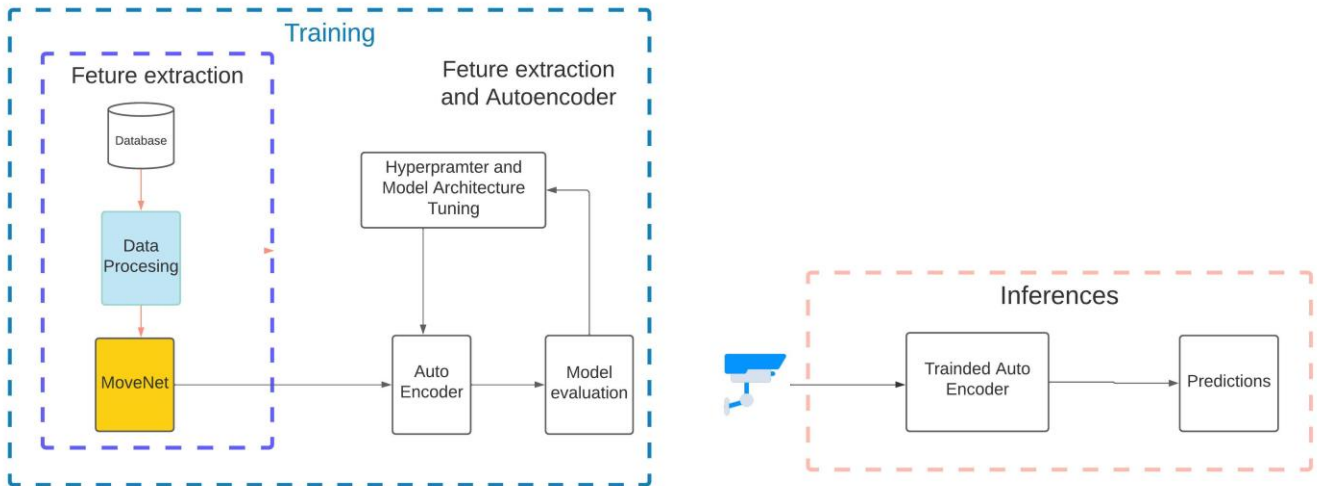 Training
Feture extraction
Database
Data
Procesing
MoveNet
Feture extraction
and Autoencoder
Hyperpramter and
Model Architecture
Tuning
Auto
Encoder
Model
evaluation
Inferences
Trainded Auto
Encoder
Predictions